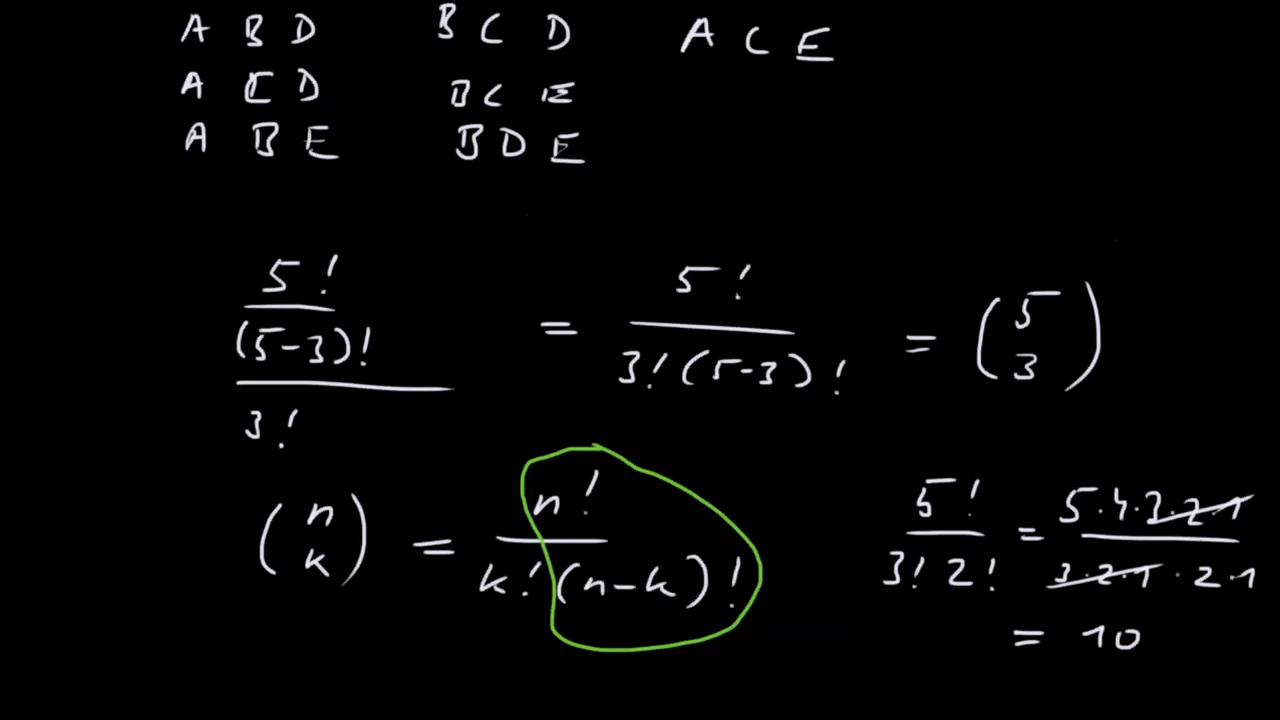 A B D B C D A C E
A C D B C E
A B E B D E
5! / (5-3)! / 3! = 5! / 3!(5-3)! = (5 3)
(n k) = n! / k!(n-k)!
5! / 3! 2! = 5·4·3·2·1 / 3·2·1·2·1
= 10